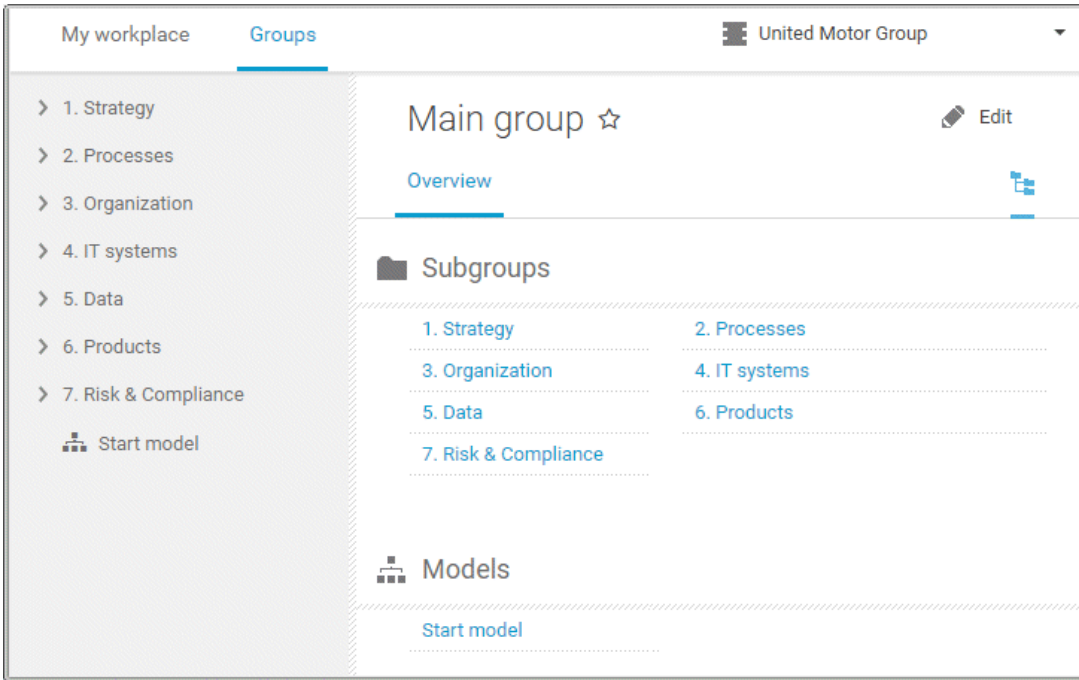 My workplace Groups United Motor Group
1. Strategy
2. Processes
3. Organization
4. IT systems
5. Data
6. Products
7. Risk & Compliance
Start model
Main group Edit
Overview
Subgroups
1. Strategy 2. Processes
3. Organization 4. IT systems
5. Data 6. Products
7. Risk & Compliance
Models
Start model